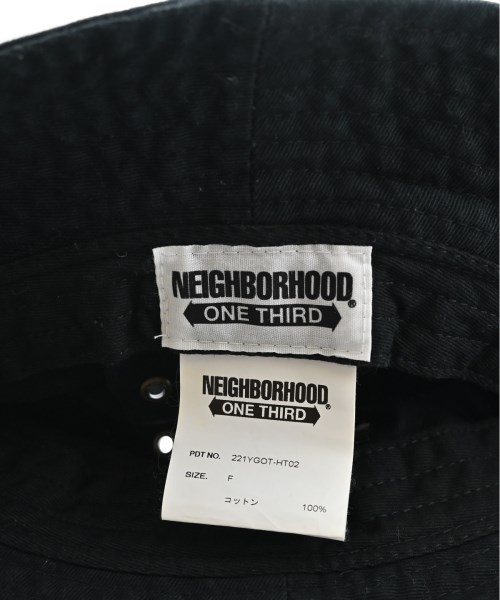 NEIGHBORHOOD®
ONE THIRD
NEIGHBORHOOD®
ONE THIRD
PDT NO. 221YGOT-HT02
SIZE. F
コットン 100%